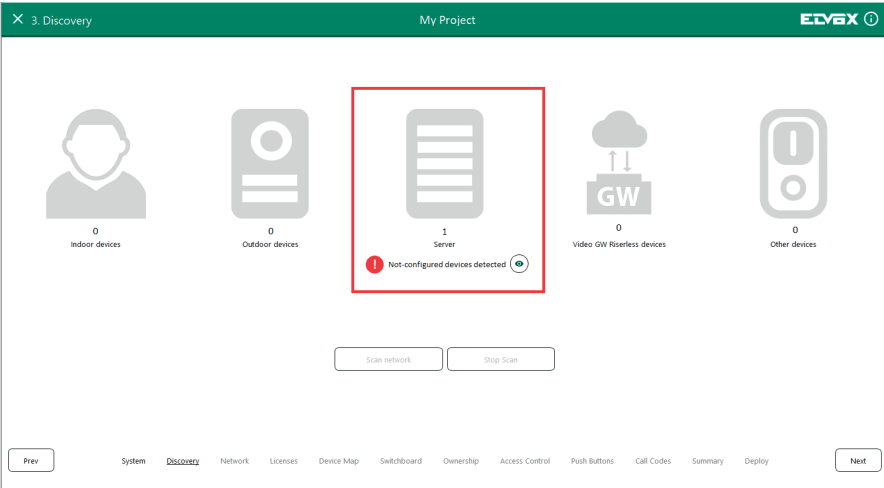 3. Discovery
My Project
ELVOX
GW
0
Indoor devices
0
Outdoor devices
1
Server
0
Video GW Riserless devices
0
Other devices
! Not-configured devices detected
Scan network
Stop Scan
Prev
System Discovery Network Licenses Device Map Switchboard Ownership Access Control Push Buttons Call Codes Summary Deploy
Next